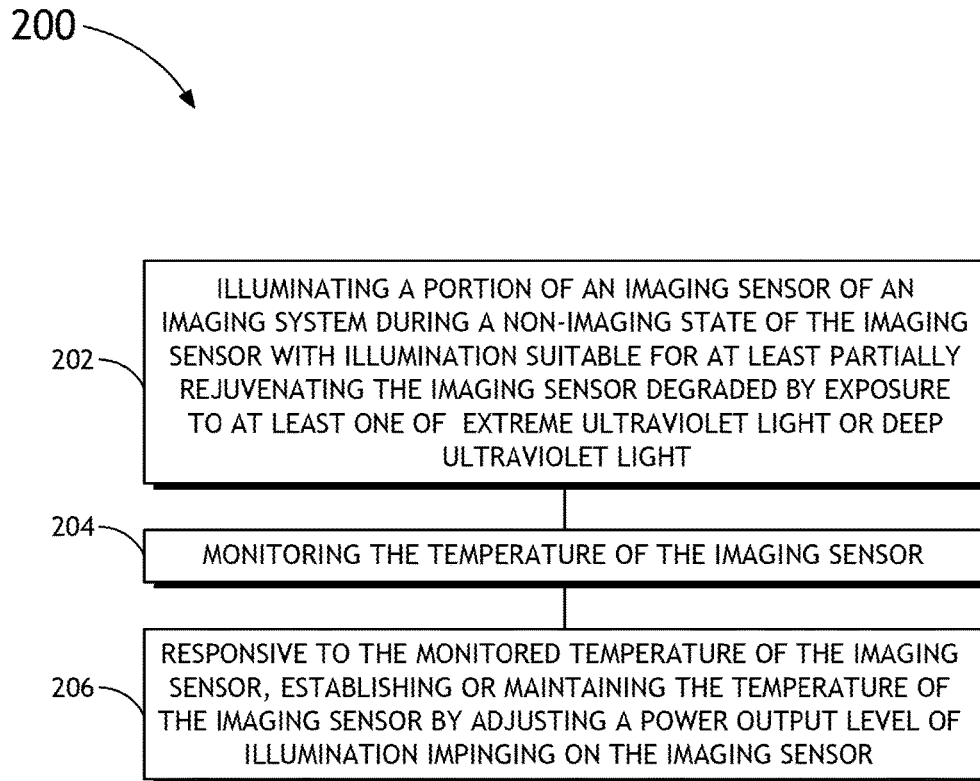 200
202
ILLUMINATING A PORTION OF AN IMAGING SENSOR OF AN
IMAGING SYSTEM DURING A NON-IMAGING STATE OF THE IMAGING
SENSOR WITH ILLUMINATION SUITABLE FOR AT LEAST PARTIALLY
REJUVENATING THE IMAGING SENSOR DEGRADED BY EXPOSURE
TO AT LEAST ONE OF EXTREME ULTRAVIOLET LIGHT OR DEEP
ULTRAVIOLET LIGHT
204
MONITORING THE TEMPERATURE OF THE IMAGING SENSOR
206
RESPONSIVE TO THE MONITORED TEMPERATURE OF THE IMAGING
SENSOR, ESTABLISHING OR MAINTAINING THE TEMPERATURE OF
THE IMAGING SENSOR BY ADJUSTING A POWER OUTPUT LEVEL OF
ILLUMINATION IMPINGING ON THE IMAGING SENSOR